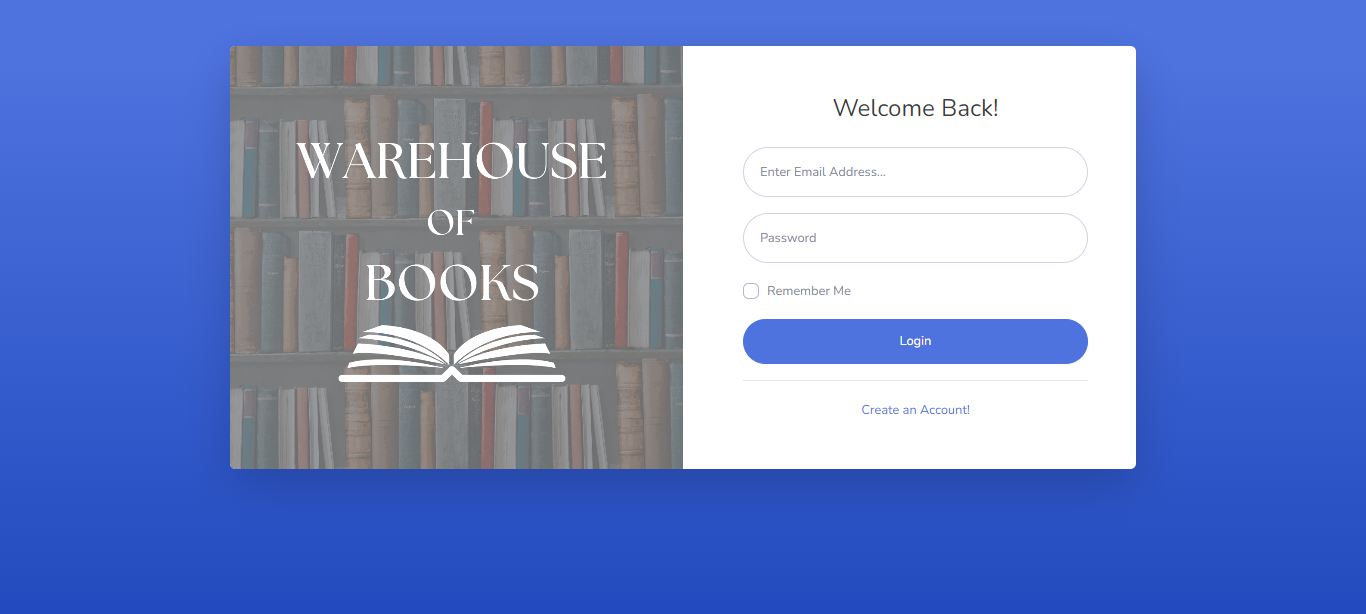 WAREHOUSE
OF
BOOKS
Welcome Back!
Enter Email Address...
Password
Remember Me
Login
Create an Account!